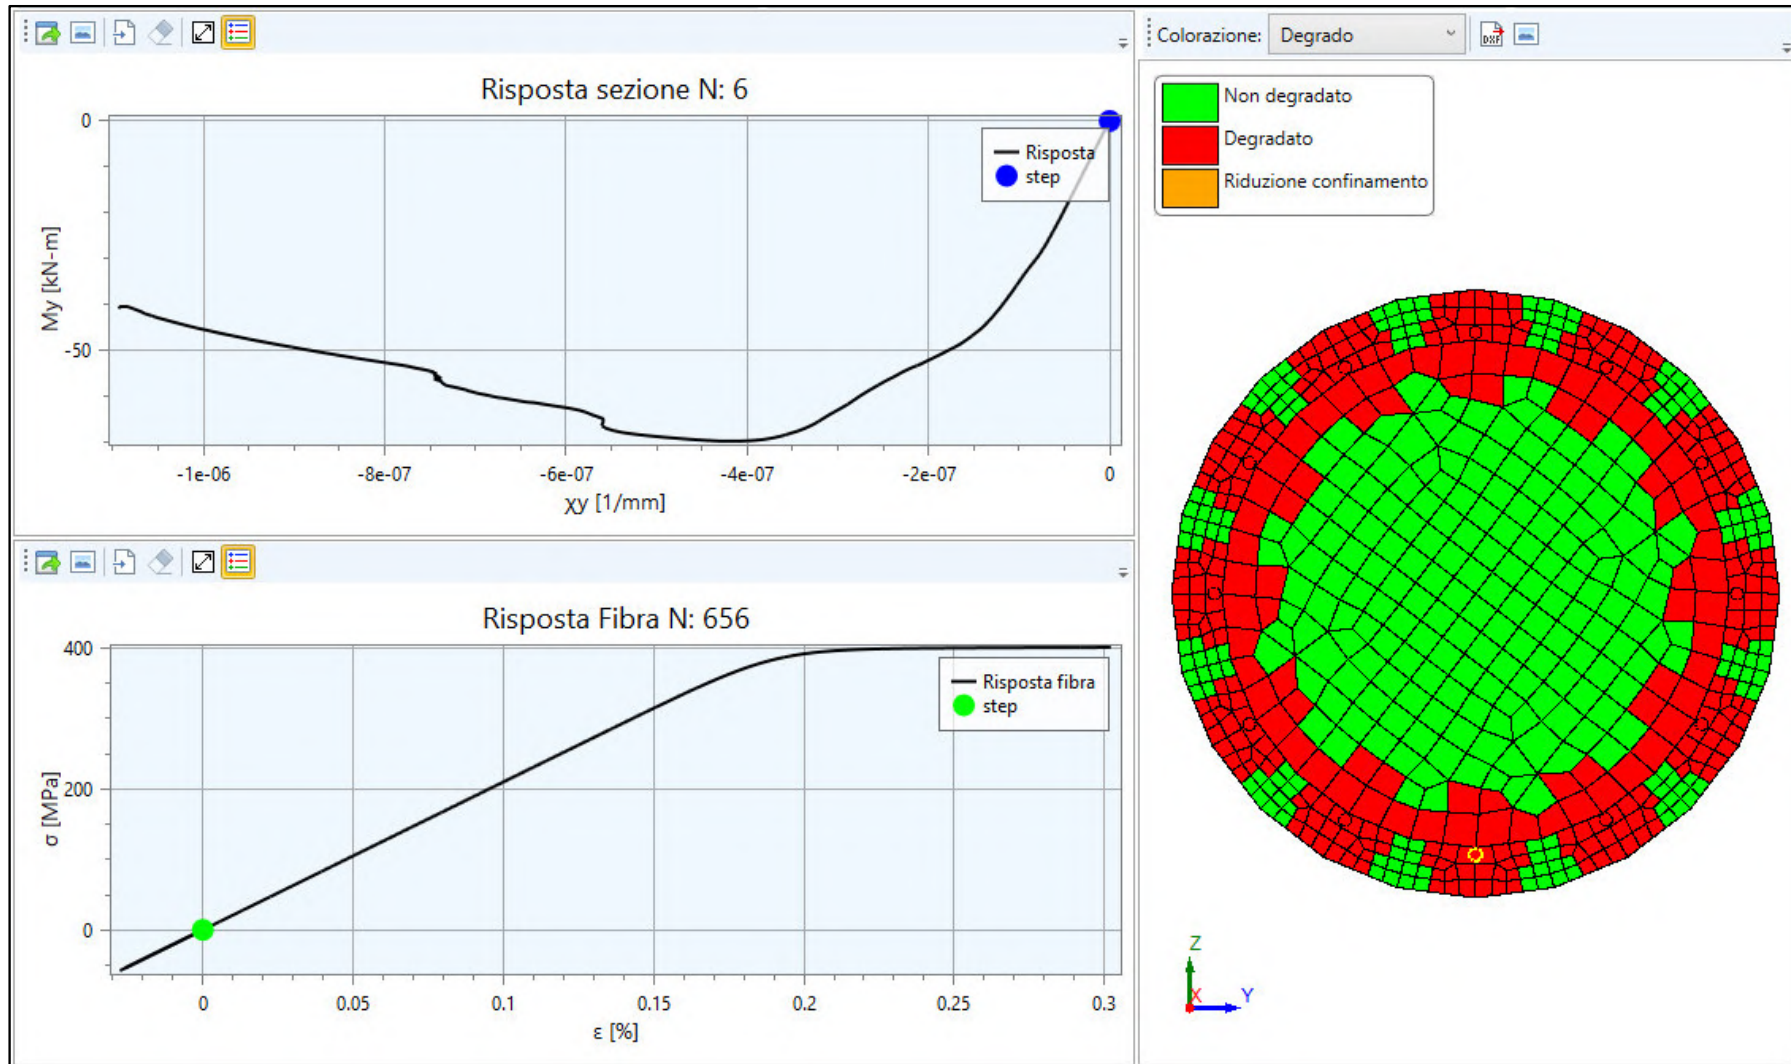 Risposta sezione N: 6
My [kN-m]
0
-50
Risposta
step
-1e-06
-8e-07
-6e-07
-4e-07
-2e-07
0
χy [1/mm]
Risposta Fibra N: 656
σ [MPa]
400
200
0
Risposta fibra
step
0
0.05
0.1
0.15
0.2
0.25
0.3
ε [%]
Colorazione: Degrado
DXF
Non degradato
Degradato
Riduzione confinamento
Z
X
Y